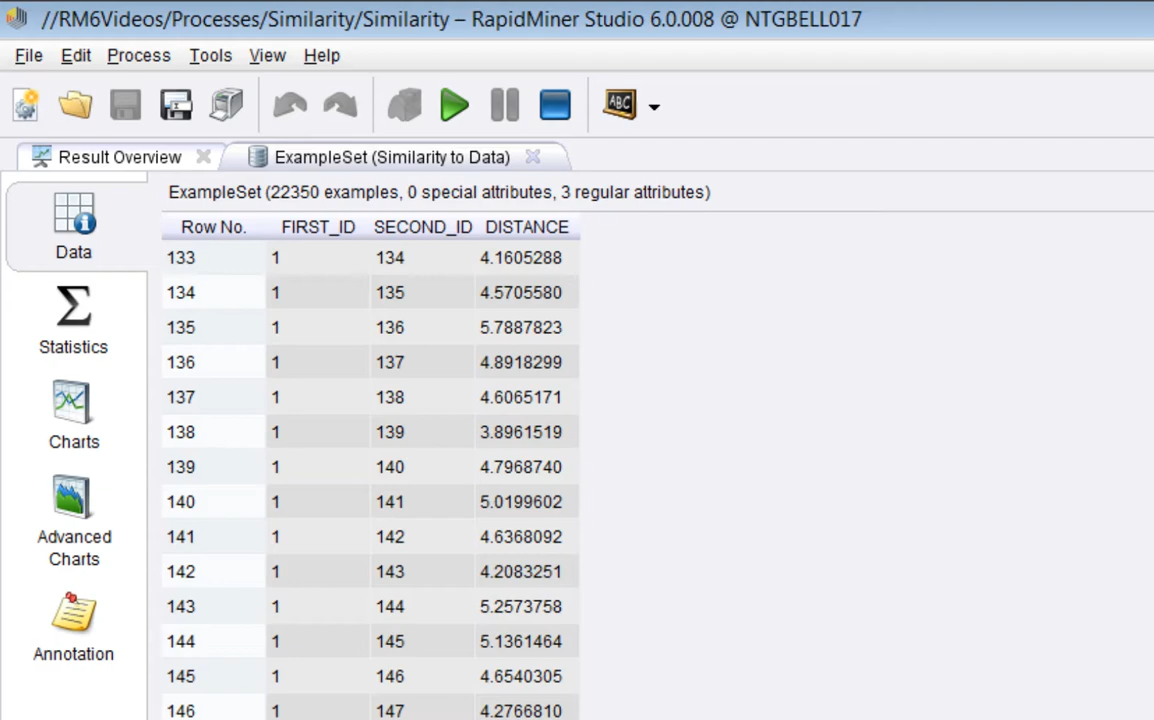 //RM6Videos/Processes/Similarity/Similarity – RapidMiner Studio 6.0.008 @ NTGBELL017
File Edit Process Tools View Help
ABC
Result Overview ExampleSet (Similarity to Data)
ExampleSet (22350 examples, 0 special attributes, 3 regular attributes)
Data
Statistics
Charts
Advanced
Charts
Annotation
Row No. FIRST_ID SECOND_ID DISTANCE
133 1 134 4.1605288
134 1 135 4.5705580
135 1 136 5.7887823
136 1 137 4.8918299
137 1 138 4.6065171
138 1 139 3.8961519
139 1 140 4.7968740
140 1 141 5.0199602
141 1 142 4.6368092
142 1 143 4.2083251
143 1 144 5.2573758
144 1 145 5.1361464
145 1 146 4.6540305
146 1 147 4.2766810